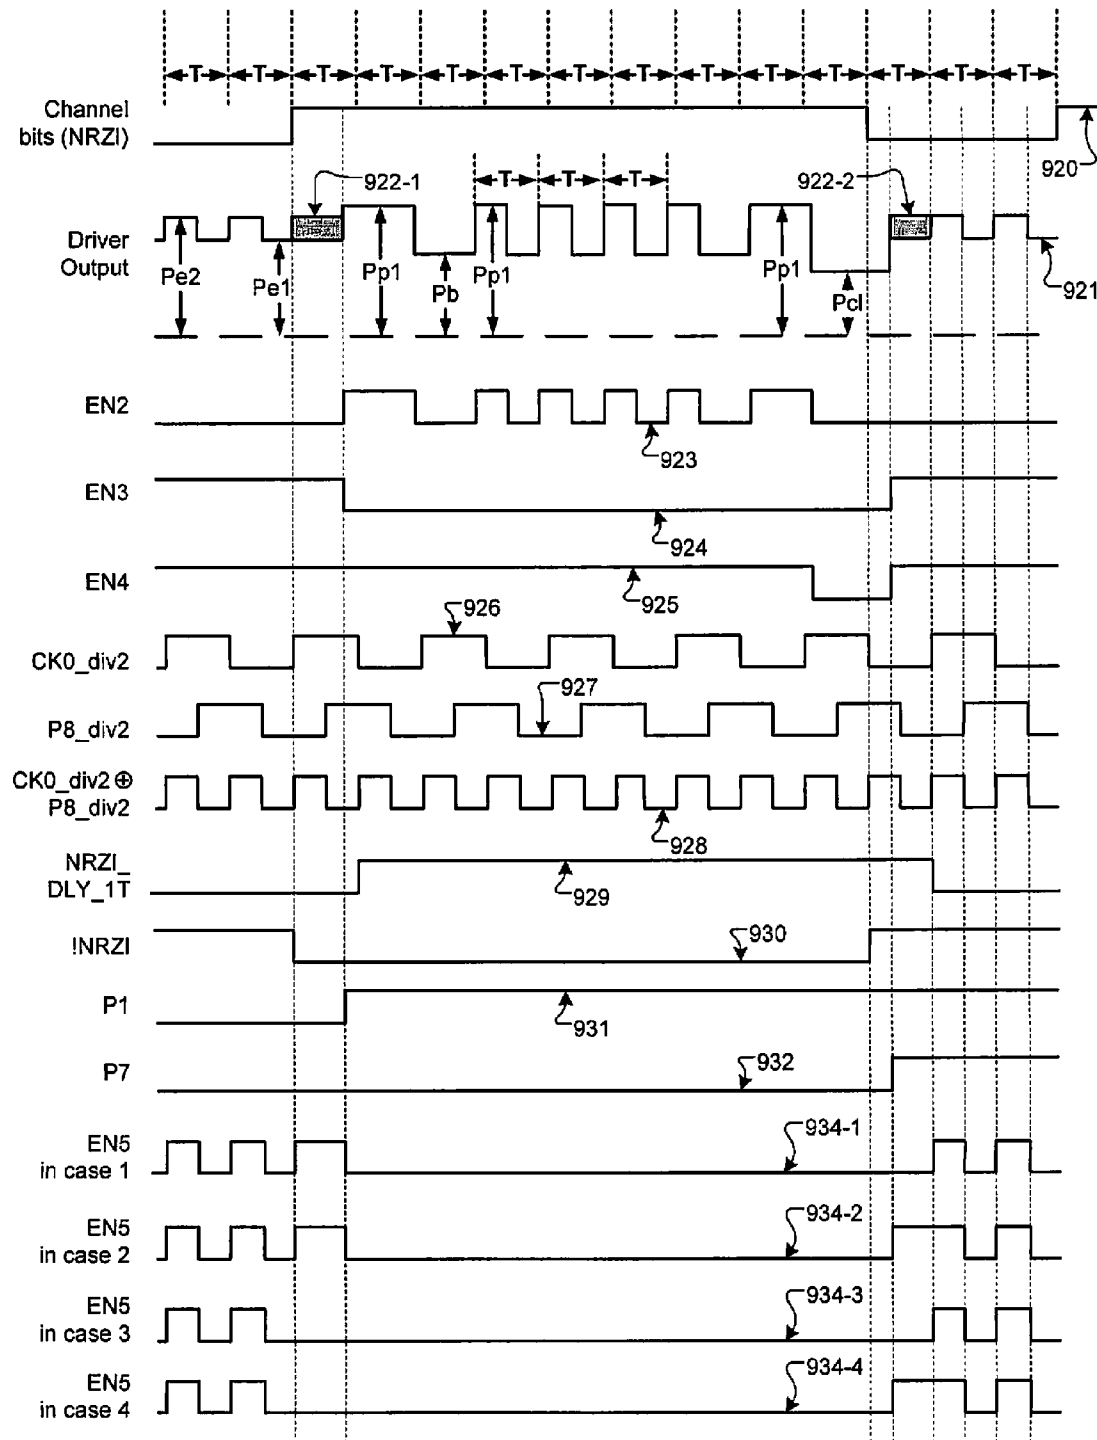 T T T T T T T T T T T T T T
Channel
bits (NRZI)
920
922-1
T T T
922-2
Driver
Output
Pe2
Pe1
Pp1
Pb
Pp1
Pp1
Pcl
921
EN2
923
EN3
924
EN4
925
926
CK0_div2
927
P8_div2
CK0_div2 ⊕
P8_div2
928
NRZI_
DLY_1T
929
!NRZI
930
P1
931
P7
932
EN5
in case 1
934-1
EN5
in case 2
934-2
EN5
in case 3
934-3
EN5
in case 4
934-4